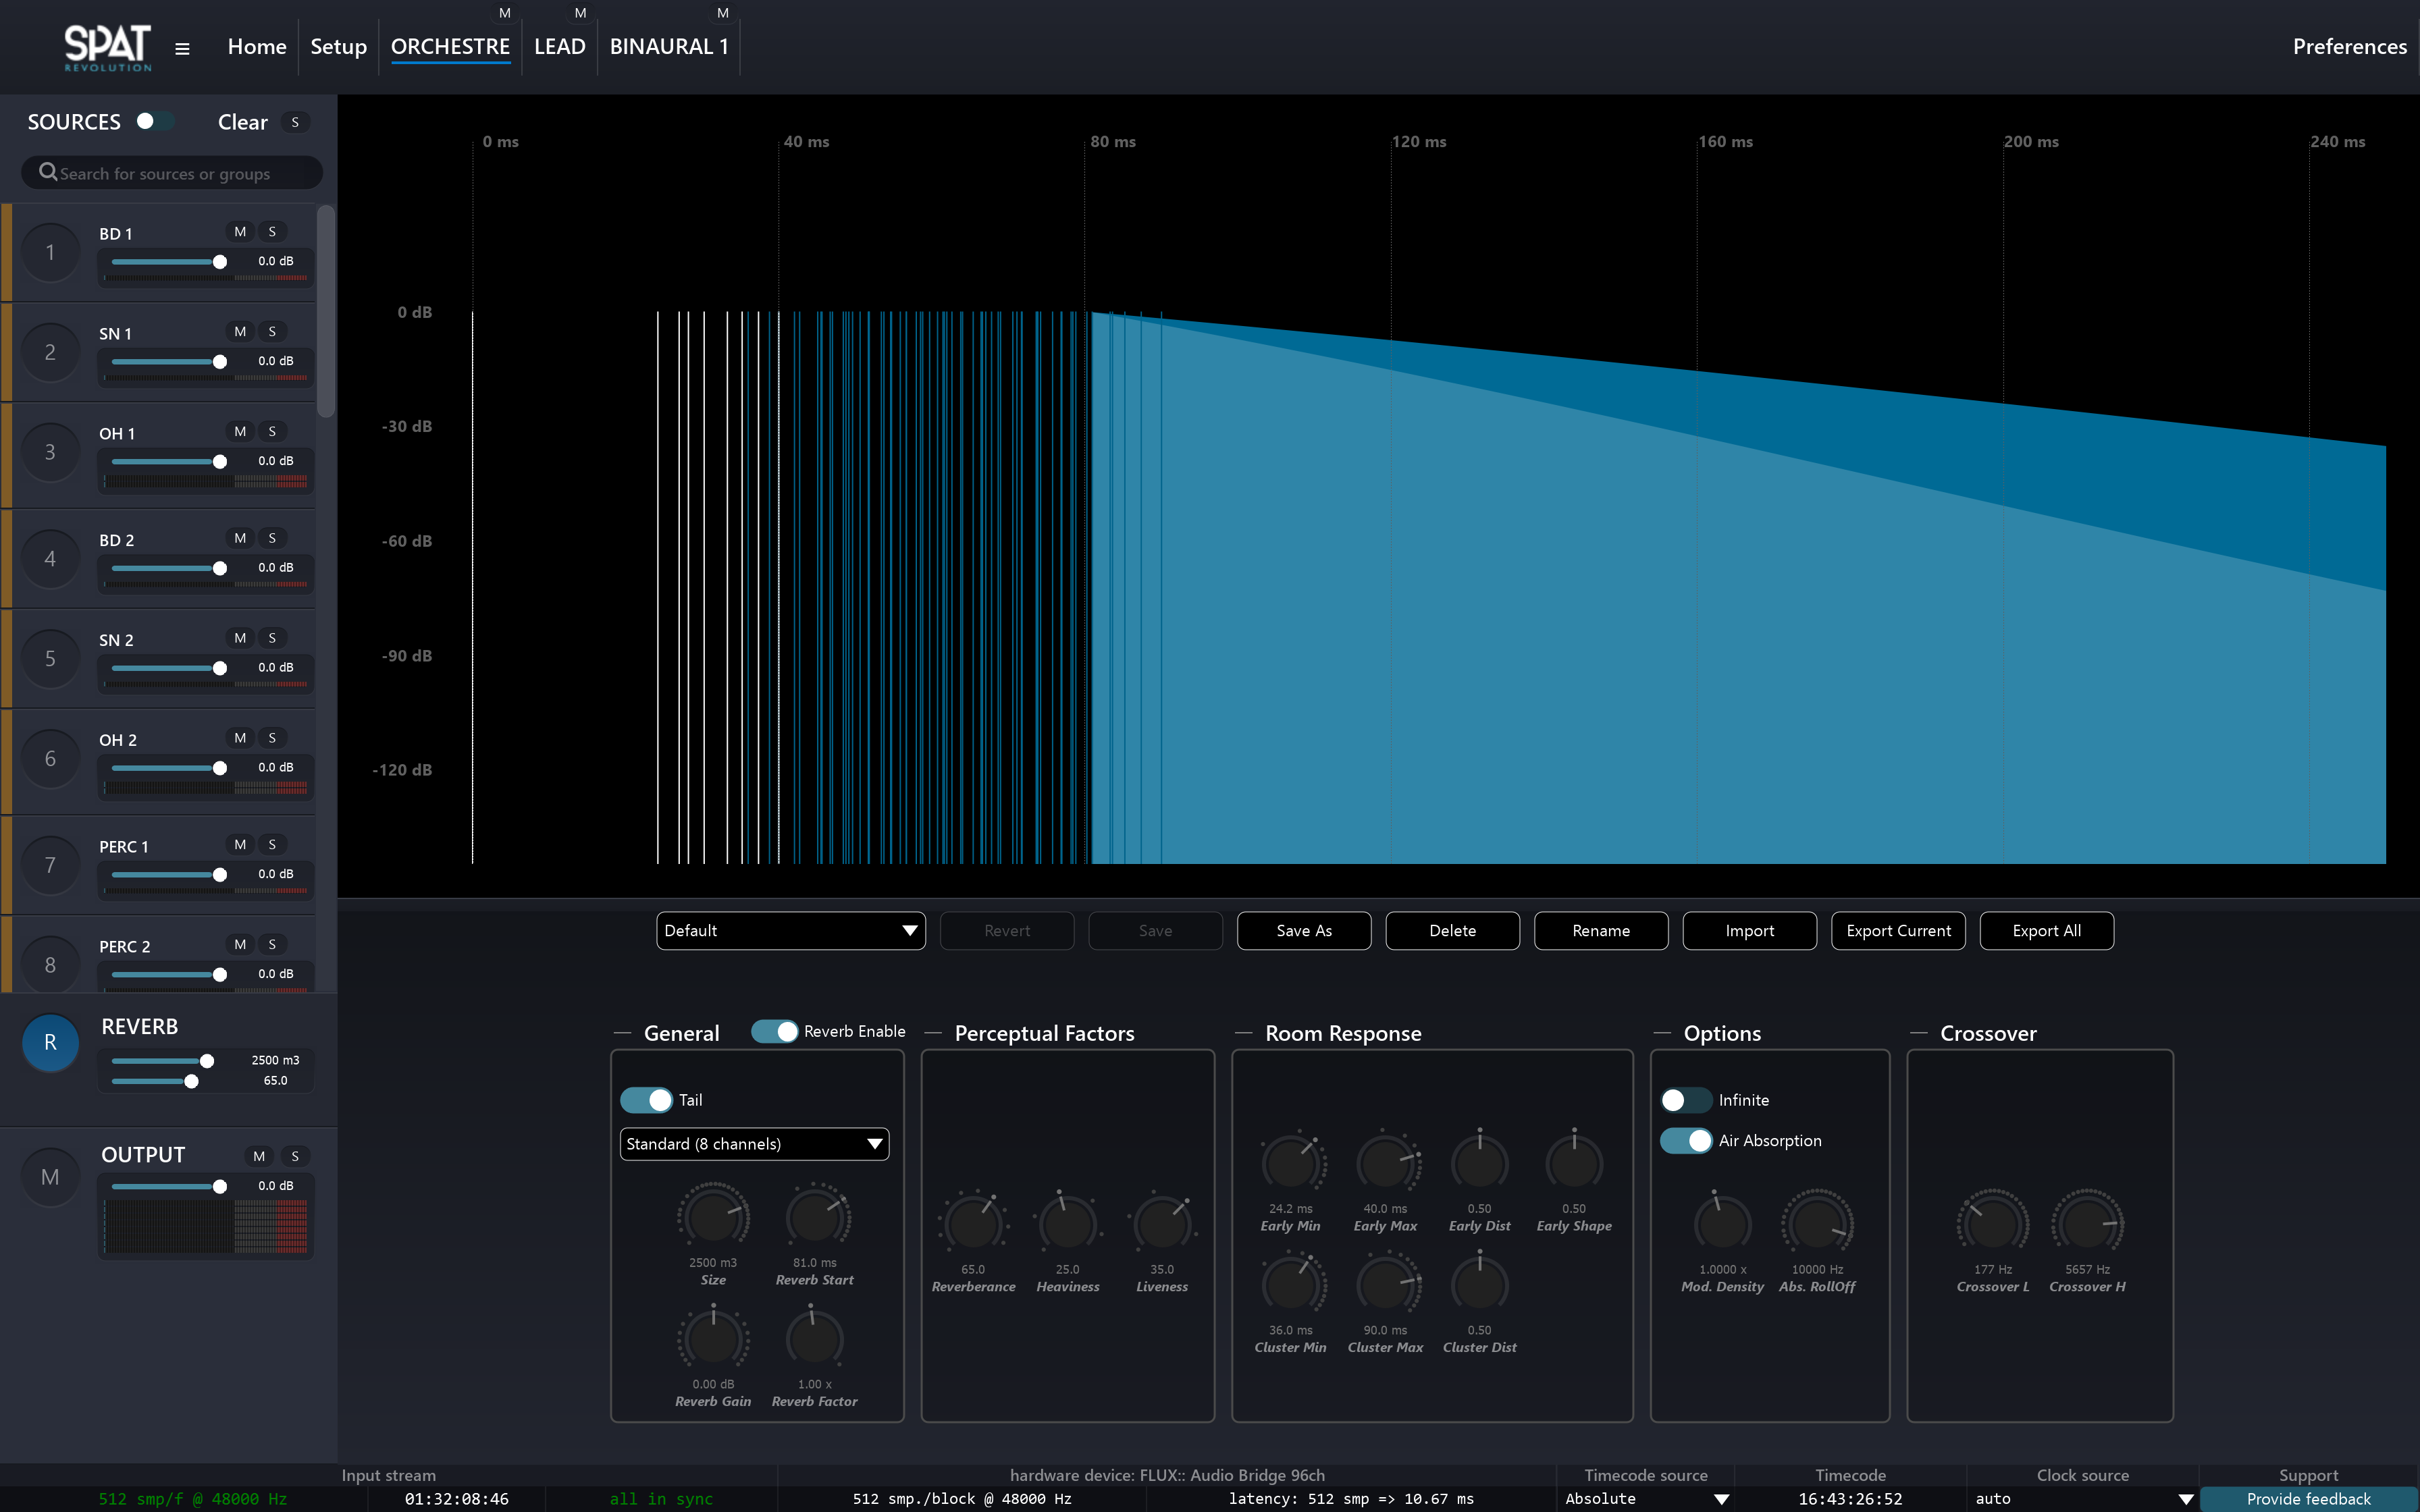 M M M
SPAT REVOLUTION Home Setup ORCHESTRE LEAD BINAURAL 1 Preferences
SOURCES Clear S
Search for sources or groups
1 BD 1 M S
0.0 dB
2 SN 1 M S
0.0 dB
3 OH 1 M S
0.0 dB
4 BD 2 M S
0.0 dB
5 SN 2 M S
0.0 dB
6 OH 2 M S
0.0 dB
7 PERC 1 M S
0.0 dB
8 PERC 2 M S
0.0 dB
R REVERB
2500 m3
65.0
M OUTPUT M S
0.0 dB
0 ms 40 ms 80 ms 120 ms 160 ms 200 ms 240 ms
0 dB
-30 dB
-60 dB
-90 dB
-120 dB
Default Revert Save Save As Delete Rename Import Export Current Export All
General Reverb Enable
Tail
Standard (8 channels)
2500 m3 81.0 ms
Size Reverb Start
0.00 dB 1.00 x
Reverb Gain Reverb Factor
Perceptual Factors
65.0 25.0 35.0
Reverberance Heaviness Liveness
Room Response
24.2 ms 40.0 ms 0.50 0.50
Early Min Early Max Early Dist Early Shape
36.0 ms 90.0 ms 0.50
Cluster Min Cluster Max Cluster Dist
Options
Infinite
Air Absorption
1.0000 x 10000 Hz
Mod. Density Abs. RollOff
Crossover
177 Hz 5657 Hz
Crossover L Crossover H
Input stream hardware device: FLUX:: Audio Bridge 96ch Timecode source Timecode Clock source Support
512 smp/f @ 48000 Hz 01:32:08:46 all in sync 512 smp./block @ 48000 Hz latency: 512 smp => 10.67 ms Absolute 16:43:26:52 auto Provide feedback